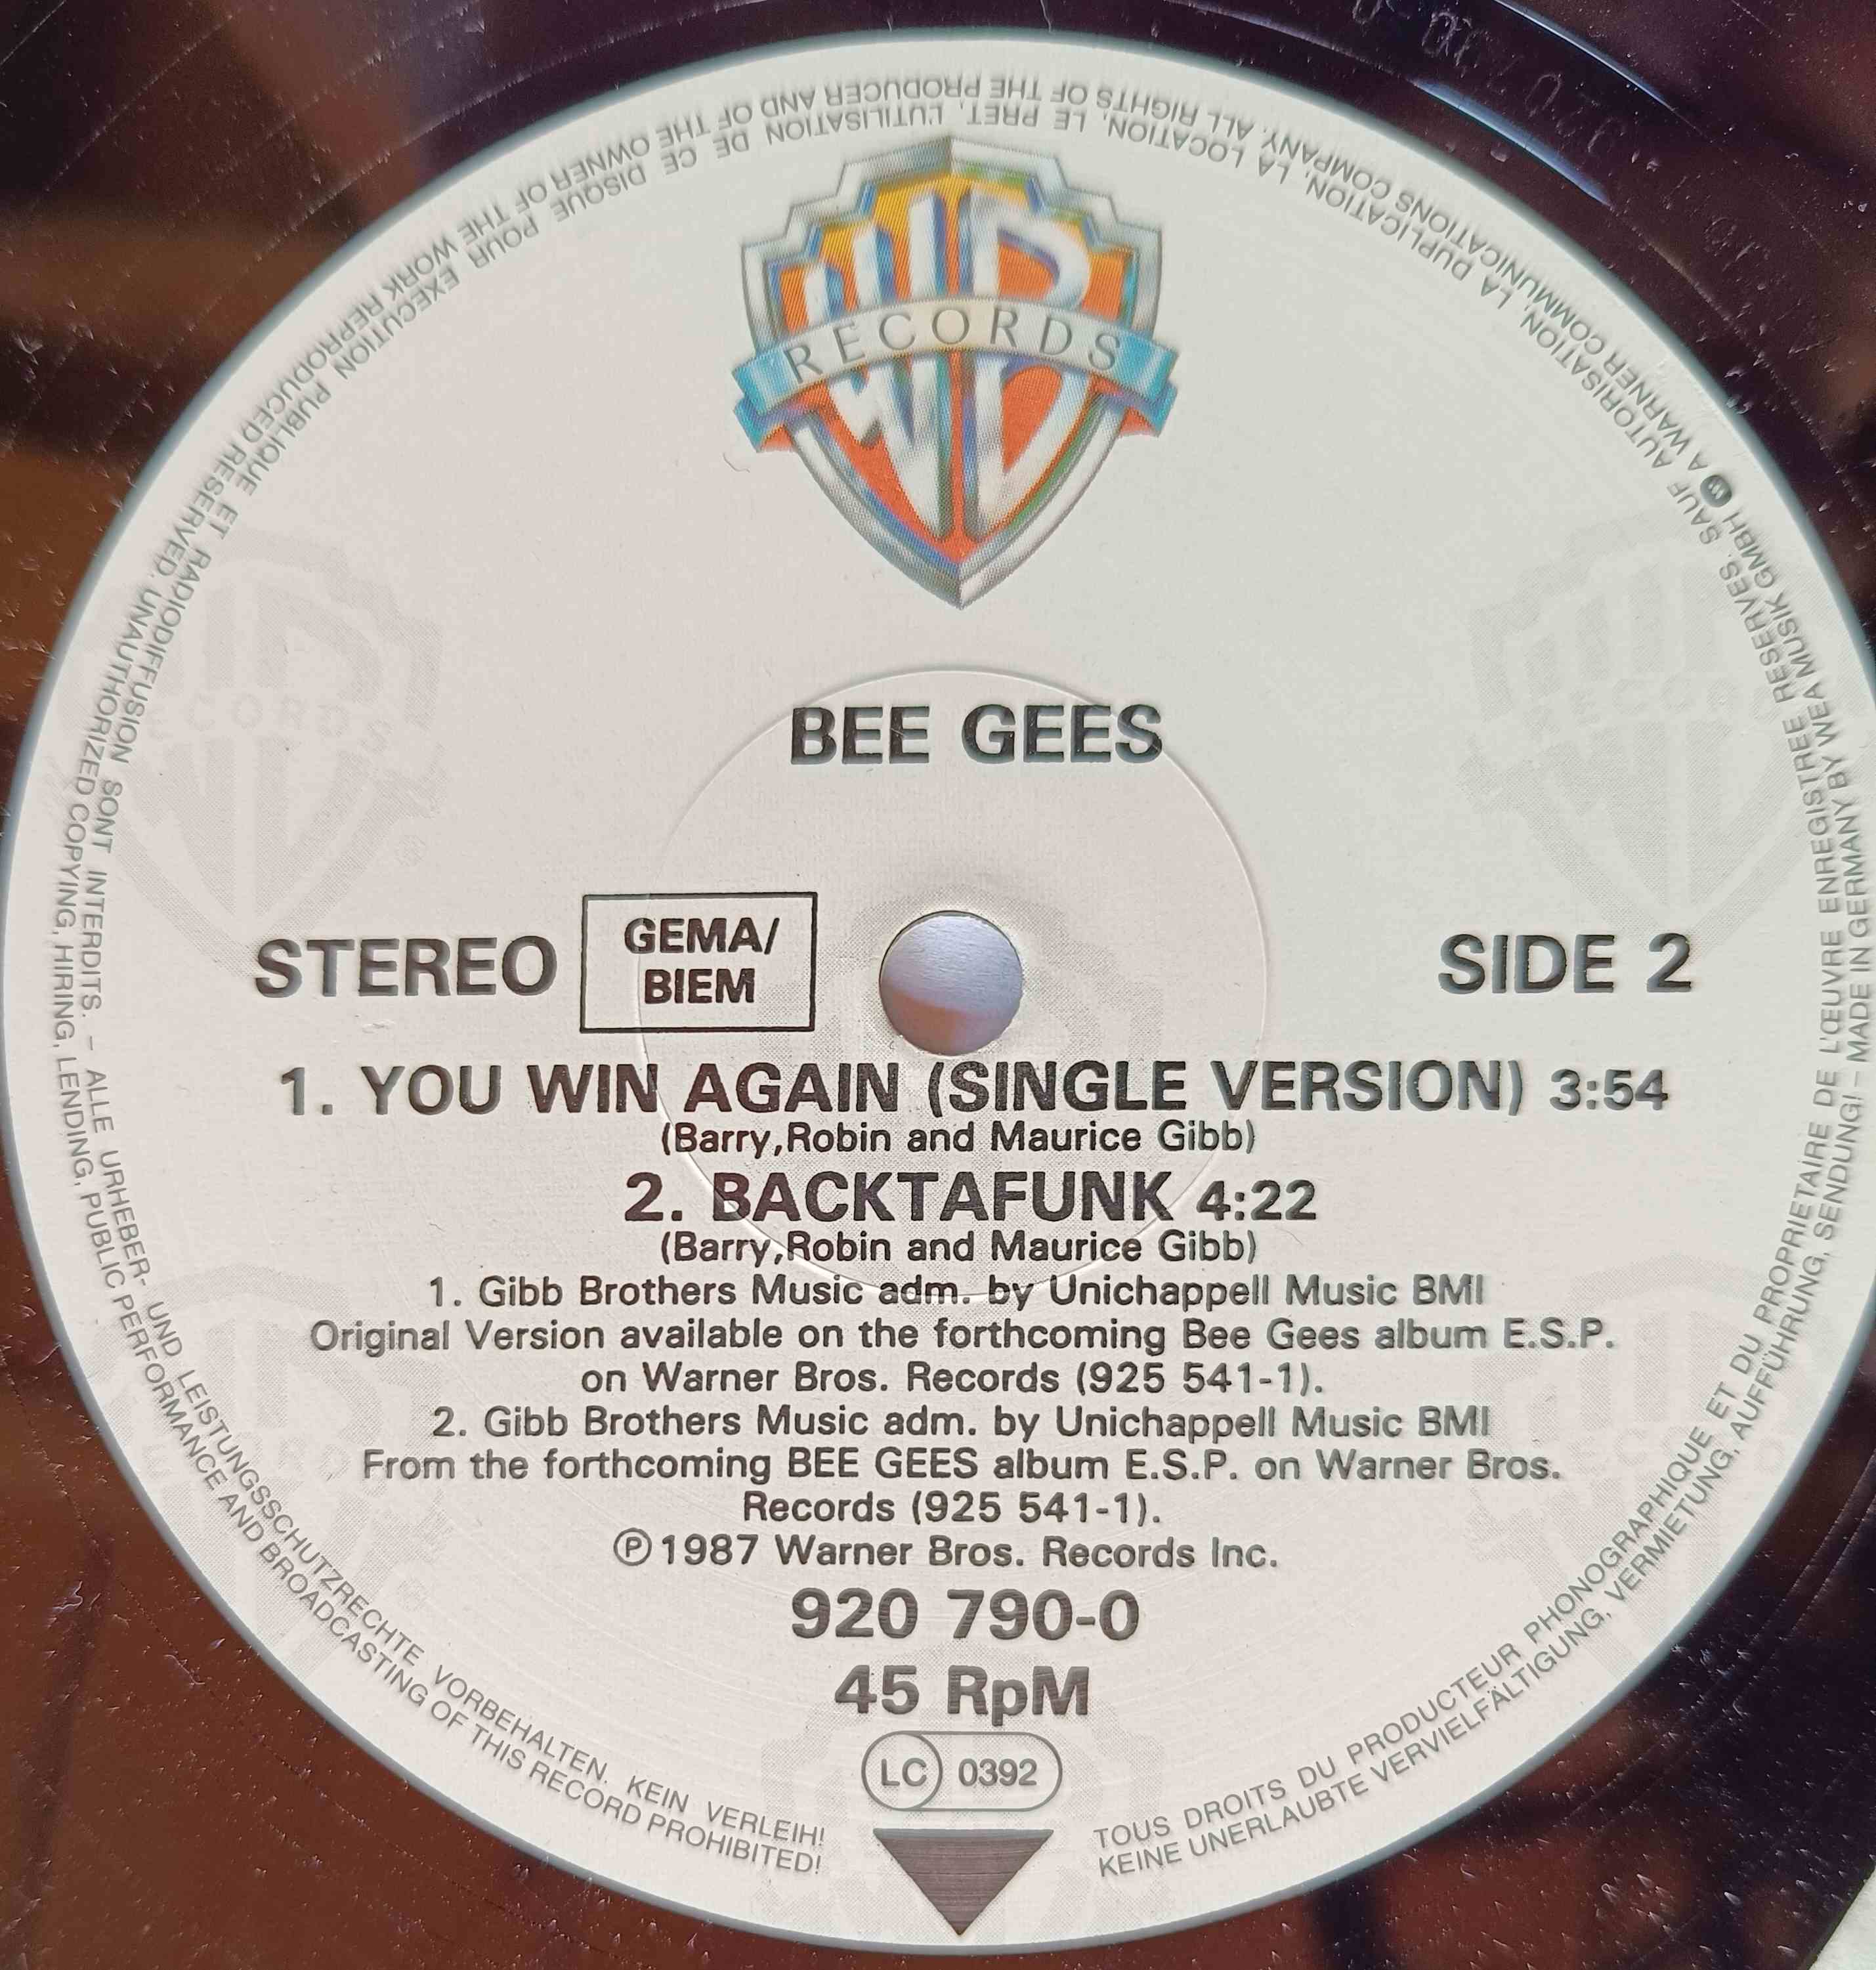 RECORDS
BEE GEES
STEREO
GEMA/
BIEM
SIDE 2
1. YOU WIN AGAIN (SINGLE VERSION) 3:54
(Barry,Robin and Maurice Gibb)
2. BACKTAFUNK 4:22
(Barry,Robin and Maurice Gibb)
1. Gibb Brothers Music adm. by Unichappell Music BMI
Original Version available on the forthcoming Bee Gees album E.S.P.
on Warner Bros. Records (925 541-1).
2. Gibb Brothers Music adm. by Unichappell Music BMI
From the forthcoming BEE GEES album E.S.P. on Warner Bros.
Records (925 541-1).
Ⓟ1987 Warner Bros. Records Inc.
920 790-0
45 RpM
LC 0392
TOUS DROITS DU PRODUCTEUR PHONOGRAPHIQUE ET DU PROPRIETAIRE DE L'ŒUVRE ENREGISTREE RESERVES. SAUF AUTORISATION, LA DUPLICATION, LA LOCATION, LE PRET, L'UTILISATION DE CE DISQUE POUR EXECUTION PUBLIQUE ET RADIODIFFUSION SONT INTERDITS. – ALLE URHEBER- UND LEISTUNGSSCHUTZRECHTE VORBEHALTEN. KEIN VERLEIH!
KEINE UNERLAUBTE VERVIELFÄLTIGUNG, VERMIETUNG, AUFFÜHRUNG, SENDUNG! – MADE IN GERMANY BY WEA MUSIK GMBH A WARNER COMMUNICATIONS COMPANY. ALL RIGHTS OF THE PRODUCER AND OF THE OWNER OF THE WORK REPRODUCED RESERVED. UNAUTHORIZED COPYING, HIRING, LENDING, PUBLIC PERFORMANCE AND BROADCASTING OF THIS RECORD PROHIBITED!